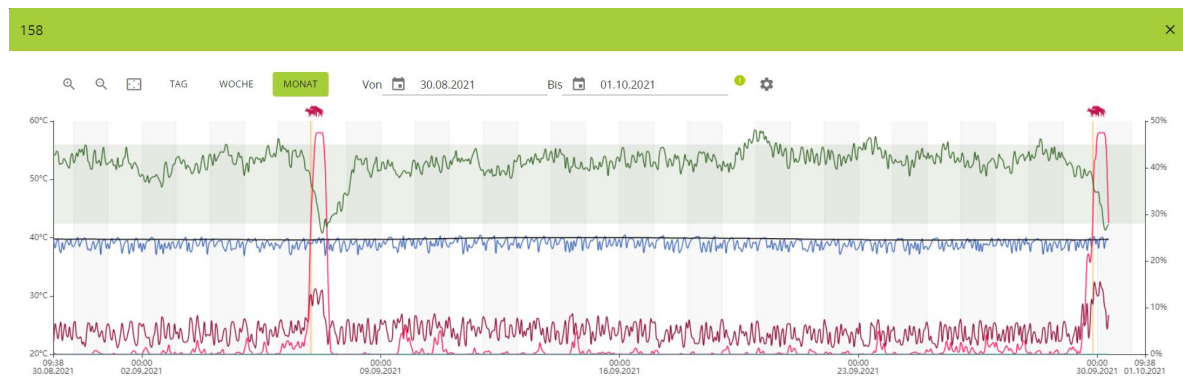 158
TAG WOCHE MONAT Von 30.08.2021 Bis 01.10.2021
60°C 50%
50°C 40%
40°C 30%
30°C 20%
20°C 10%
0%
09:38 00:00 00:00 00:00 00:00 00:00 09:38
30.08.2021 02.09.2021 09.09.2021 16.09.2021 23.09.2021 30.09.2021 01.10.2021